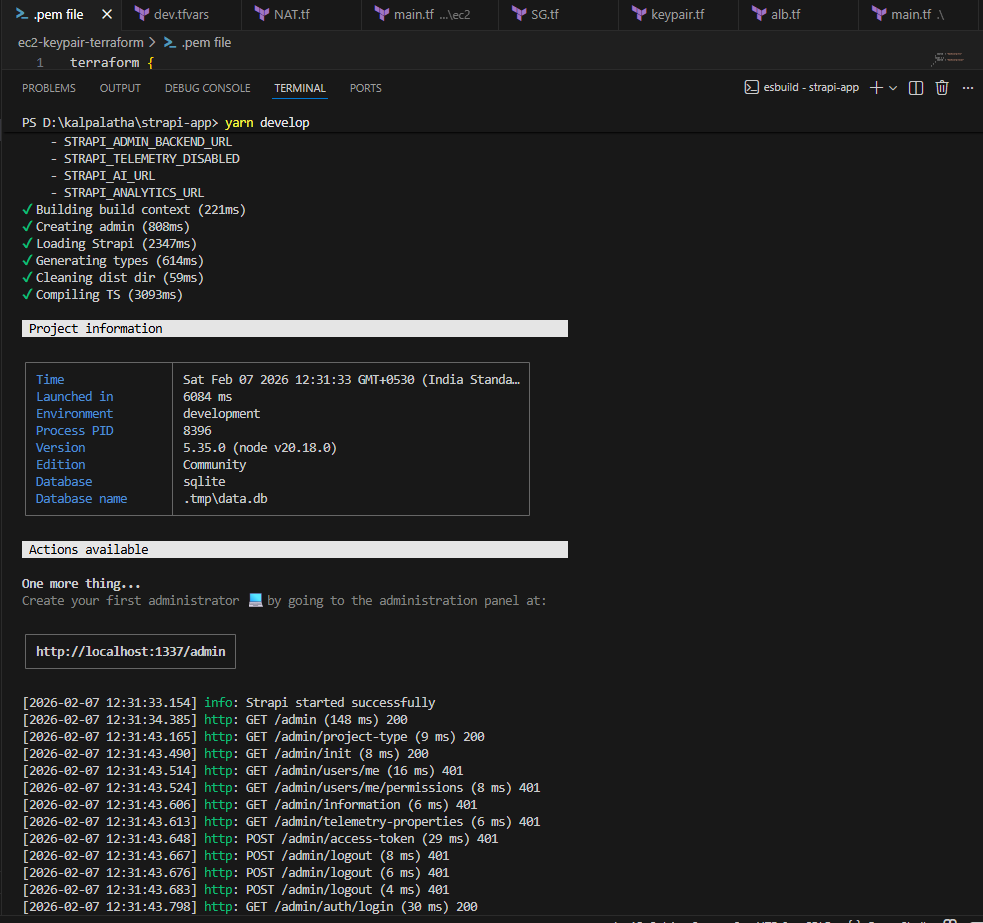 .pem file
dev.tfvars
NAT.tf
main.tf ...\ec2
SG.tf
keypair.tf
alb.tf
main.tf .\
ec2-keypair-terraform > .pem file
1 terraform {
PROBLEMS OUTPUT DEBUG CONSOLE TERMINAL PORTS
esbuild - strapi-app
PS D:\kalpalatha\strapi-app> yarn develop
- STRAPI_ADMIN_BACKEND_URL
- STRAPI_TELEMETRY_DISABLED
- STRAPI_AI_URL
- STRAPI_ANALYTICS_URL
✓ Building build context (221ms)
✓ Creating admin (808ms)
✓ Loading Strapi (2347ms)
✓ Generating types (614ms)
✓ Cleaning dist dir (59ms)
✓ Compiling TS (3093ms)
Project information
Time Sat Feb 07 2026 12:31:33 GMT+0530 (India Standa…
Launched in 6084 ms
Environment development
Process PID 8396
Version 5.35.0 (node v20.18.0)
Edition Community
Database sqlite
Database name .tmp\data.db
Actions available
One more thing...
Create your first administrator 💻 by going to the administration panel at:
http://localhost:1337/admin
[2026-02-07 12:31:33.154] info: Strapi started successfully
[2026-02-07 12:31:34.385] http: GET /admin (148 ms) 200
[2026-02-07 12:31:43.165] http: GET /admin/project-type (9 ms) 200
[2026-02-07 12:31:43.490] http: GET /admin/init (8 ms) 200
[2026-02-07 12:31:43.514] http: GET /admin/users/me (16 ms) 401
[2026-02-07 12:31:43.524] http: GET /admin/users/me/permissions (8 ms) 401
[2026-02-07 12:31:43.606] http: GET /admin/information (6 ms) 401
[2026-02-07 12:31:43.613] http: GET /admin/telemetry-properties (6 ms) 401
[2026-02-07 12:31:43.648] http: POST /admin/access-token (29 ms) 401
[2026-02-07 12:31:43.667] http: POST /admin/logout (8 ms) 401
[2026-02-07 12:31:43.676] http: POST /admin/logout (6 ms) 401
[2026-02-07 12:31:43.683] http: POST /admin/logout (4 ms) 401
[2026-02-07 12:31:43.798] http: GET /admin/auth/login (30 ms) 200